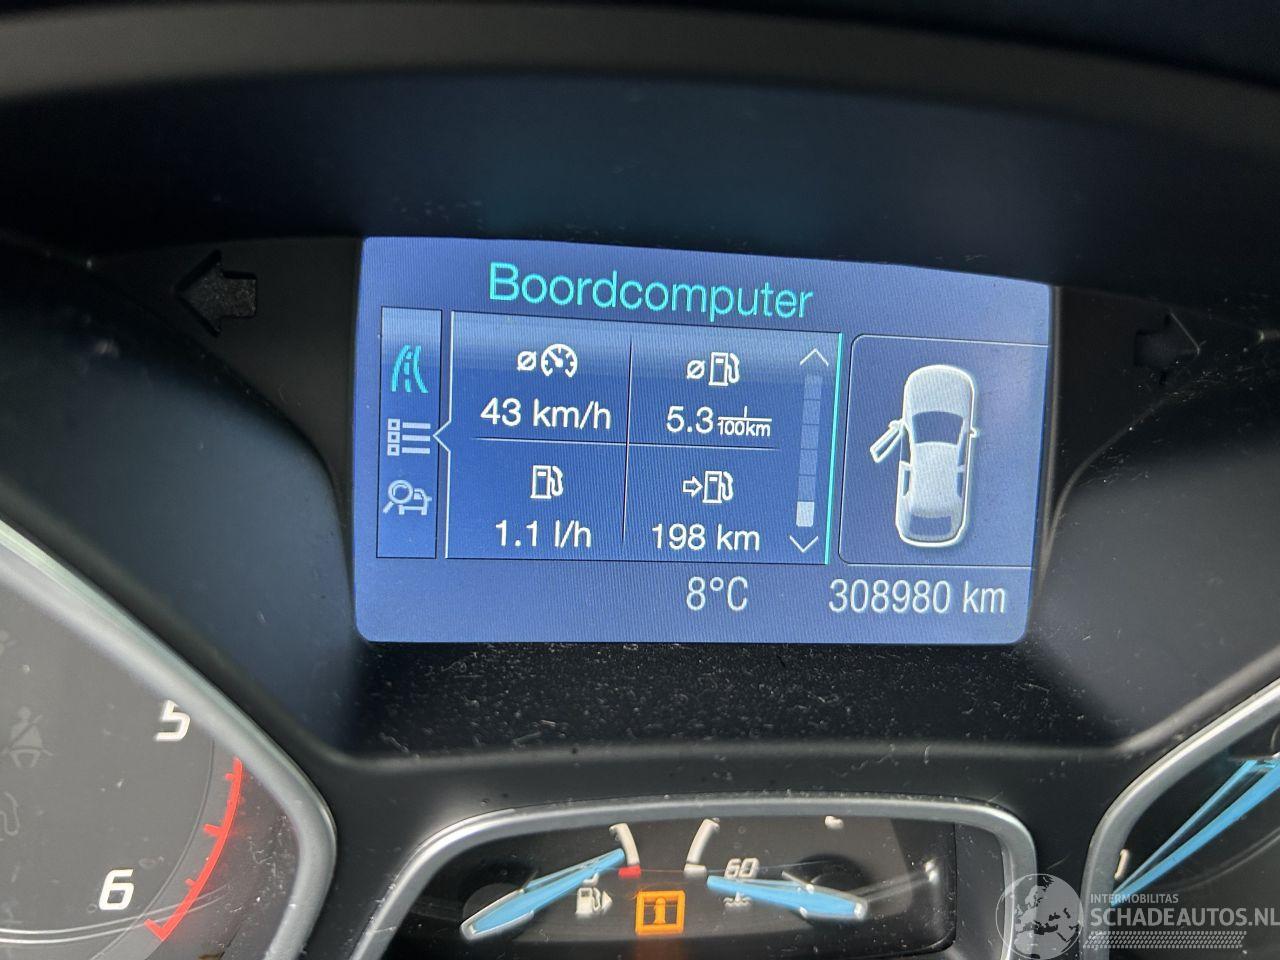 Boordcomputer
ø ø
43 km/h 5.3 l/100km
1.1 l/h 198 km
8°C 308980 km
5
6
60
1
INTERMOBILITAS
SCHADEAUTOS.NL